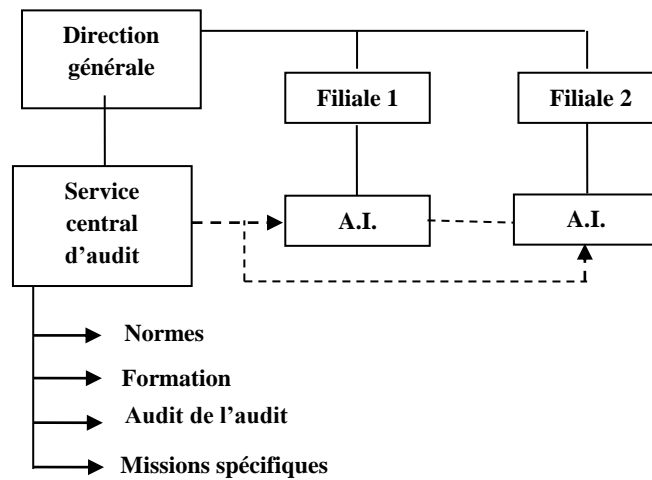 Direction
générale
Filiale 1
Filiale 2
Service
central
d’audit
A.I.
A.I.
Normes
Formation
Audit de l’audit
Missions spécifiques